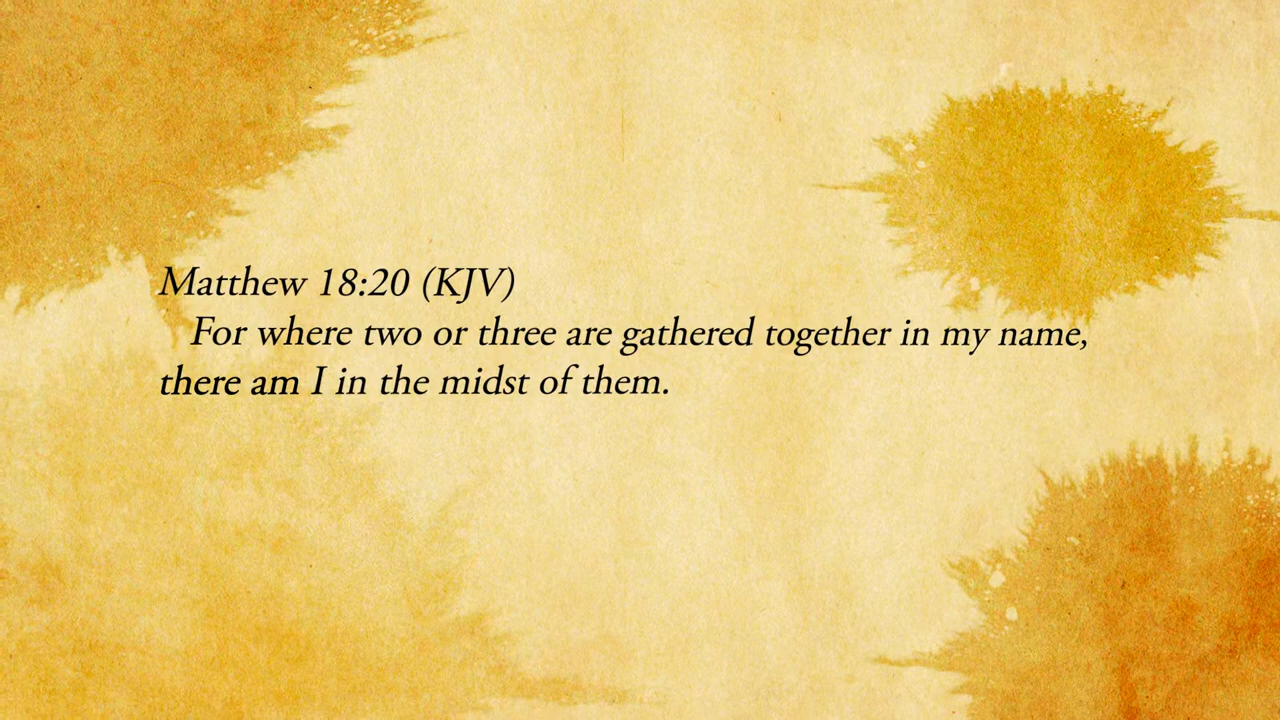 Matthew 18:20 (KJV)
For where two or three are gathered together in my name,
there am I in the midst of them.